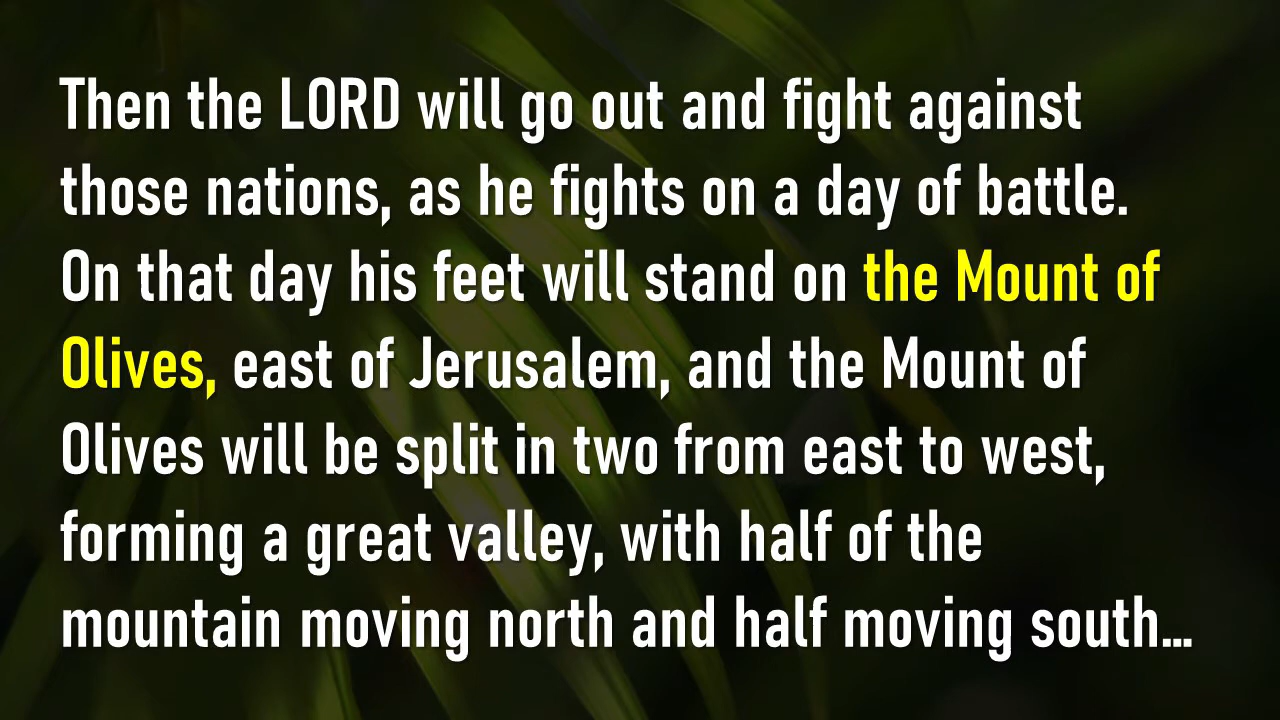 Then the LORD will go out and fight against
those nations, as he fights on a day of battle.
On that day his feet will stand on the Mount of
Olives, east of Jerusalem, and the Mount of
Olives will be split in two from east to west,
forming a great valley, with half of the
mountain moving north and half moving south…